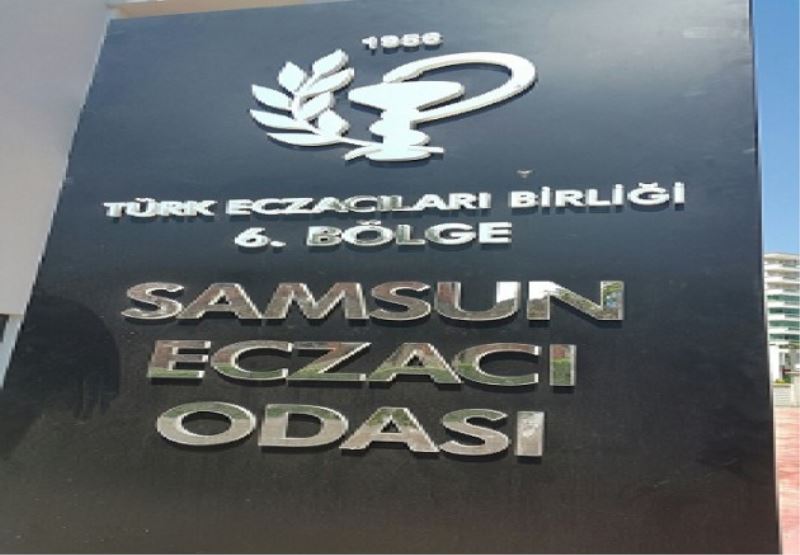 1956
TÜRK ECZACILARI BİRLİĞİ
6. BÖLGE
SAMSUN
ECZACI
ODASI